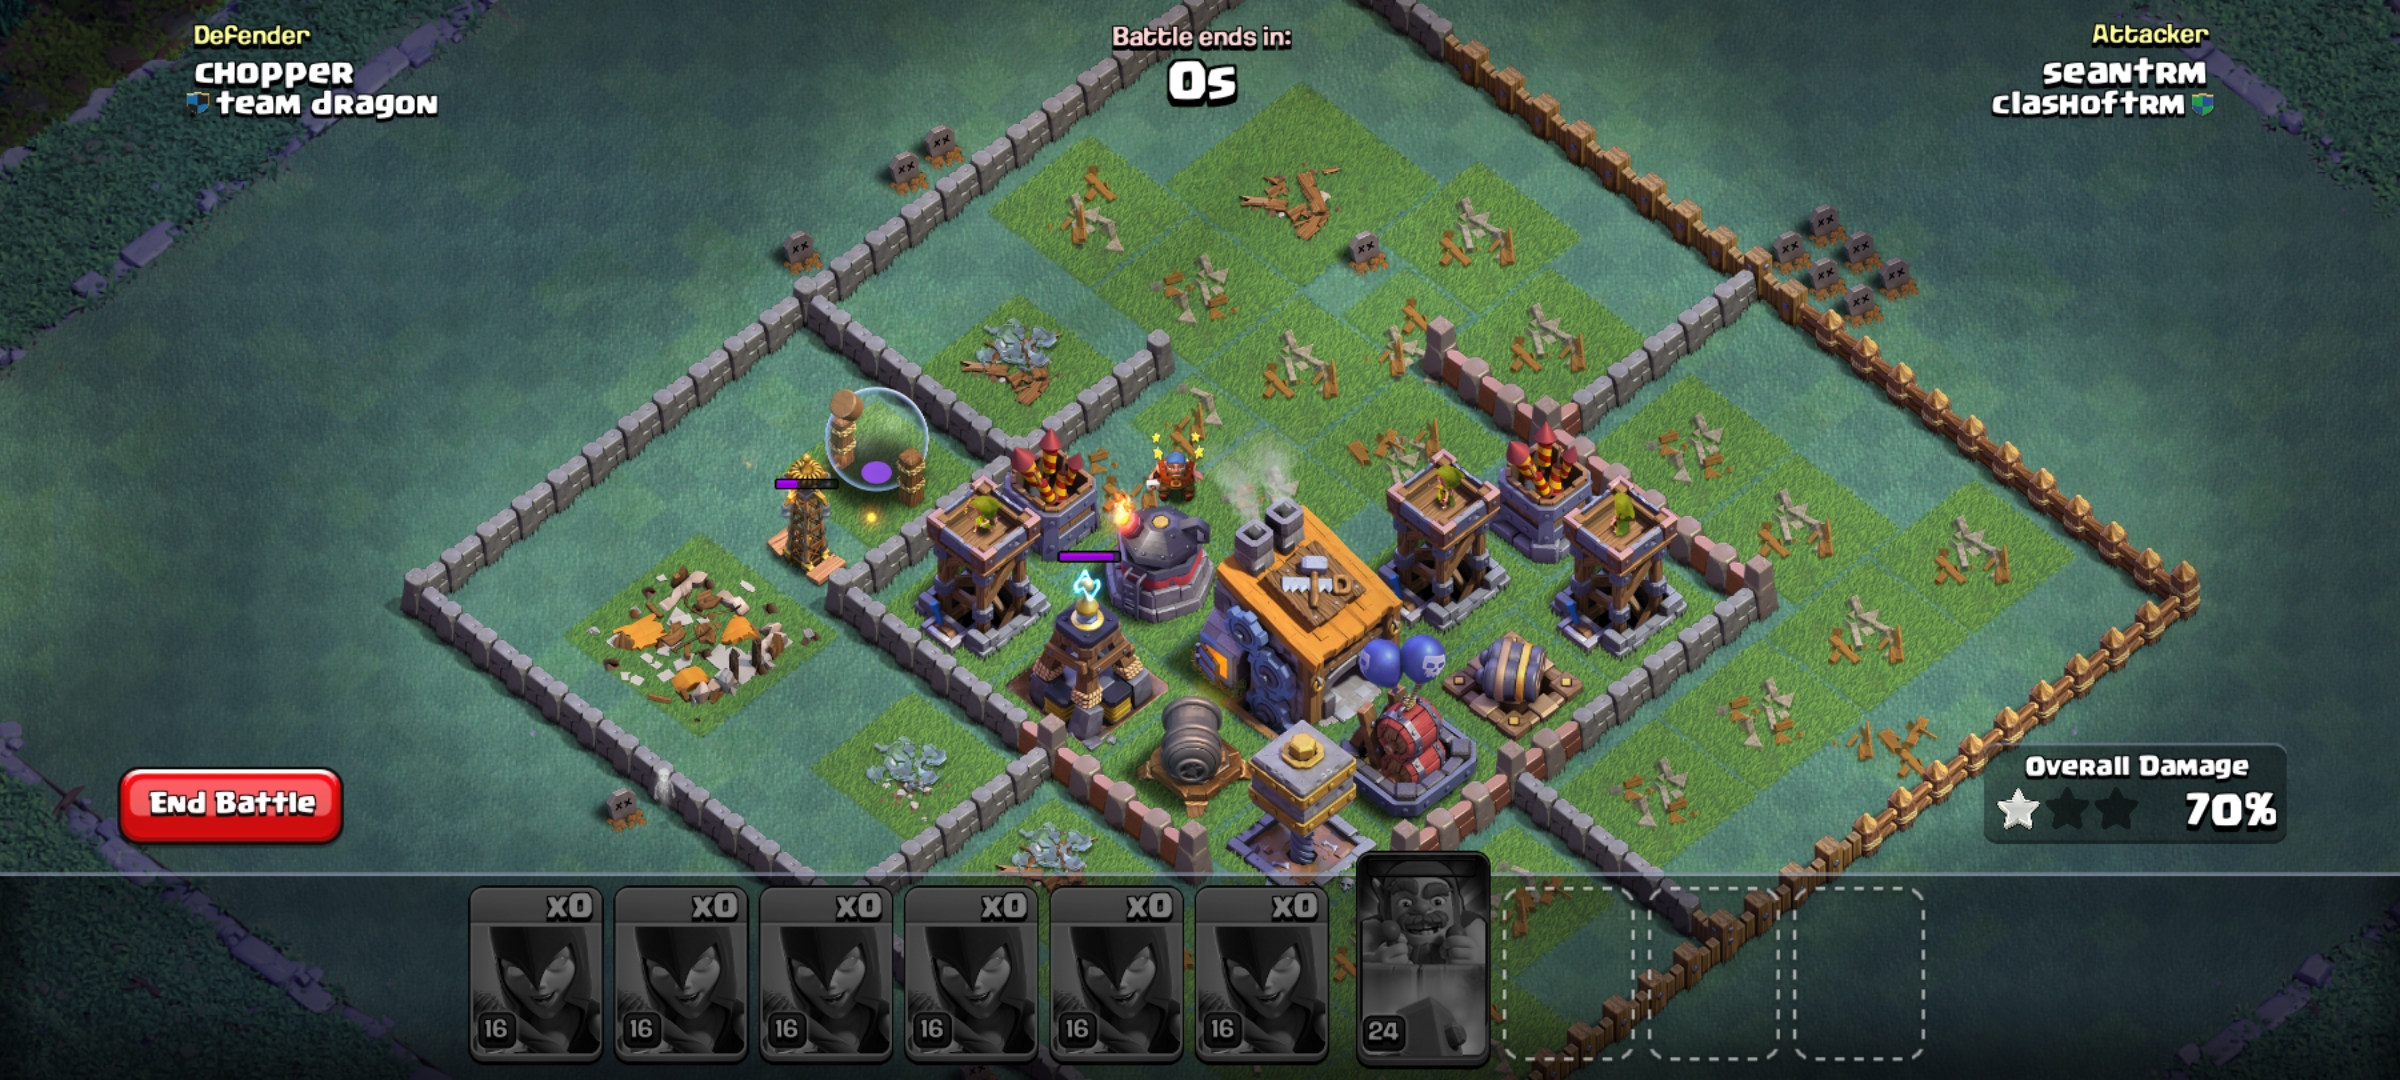 Defender
CHOPPER
team dragon
Battle ends in:
0s
Attacker
seantRM
clashoftRM
End Battle
Overall Damage
70%
x0
x0
x0
x0
x0
x0
16
16
16
16
16
16
24